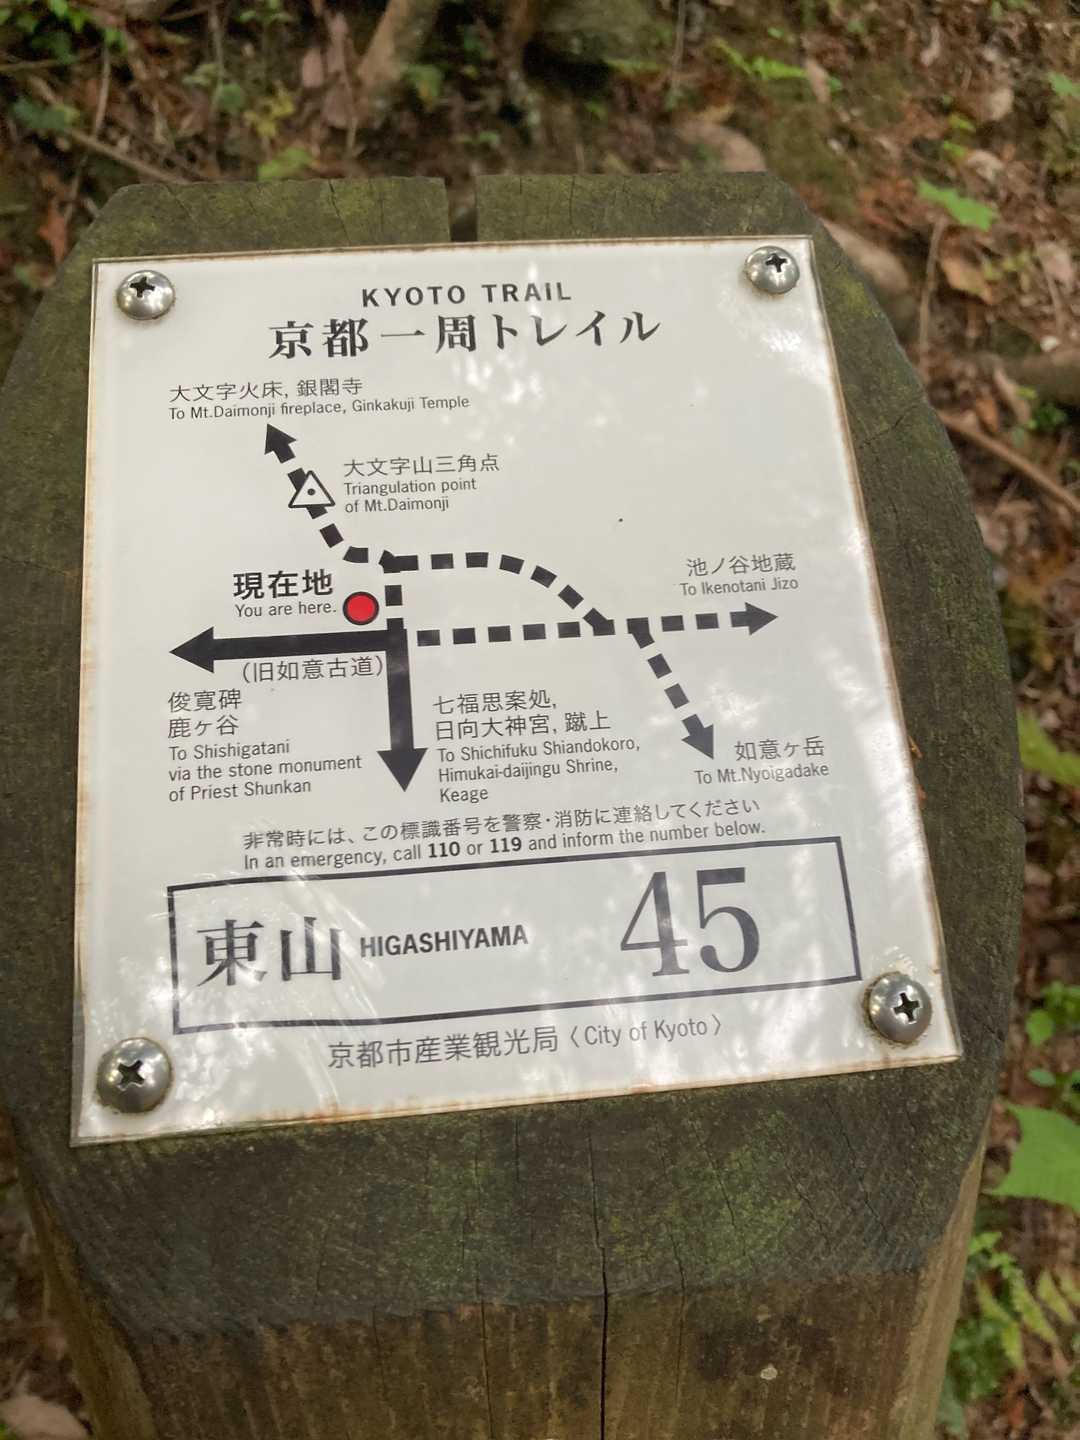 KYOTO TRAIL
京都一周トレイル
大文字火床, 銀閣寺
To Mt.Daimonji fireplace, Ginkakuji Temple
大文字山三角点
Triangulation point
of Mt.Daimonji
池ノ谷地蔵
To Ikenotani Jizo
現在地
You are here.
(旧如意古道)
俊寛碑
鹿ヶ谷
To Shishigatani
via the stone monument
of Priest Shunkan
七福思案処,
日向大神宮, 蹴上
To Shichifuku Shiandokoro,
Himukai-daijingu Shrine,
Keage
如意ヶ岳
To Mt.Nyoigadake
非常時には、この標識番号を警察・消防に連絡してください
In an emergency, call 110 or 119 and inform the number below.
東山 HIGASHIYAMA 45
京都市産業観光局〈City of Kyoto〉